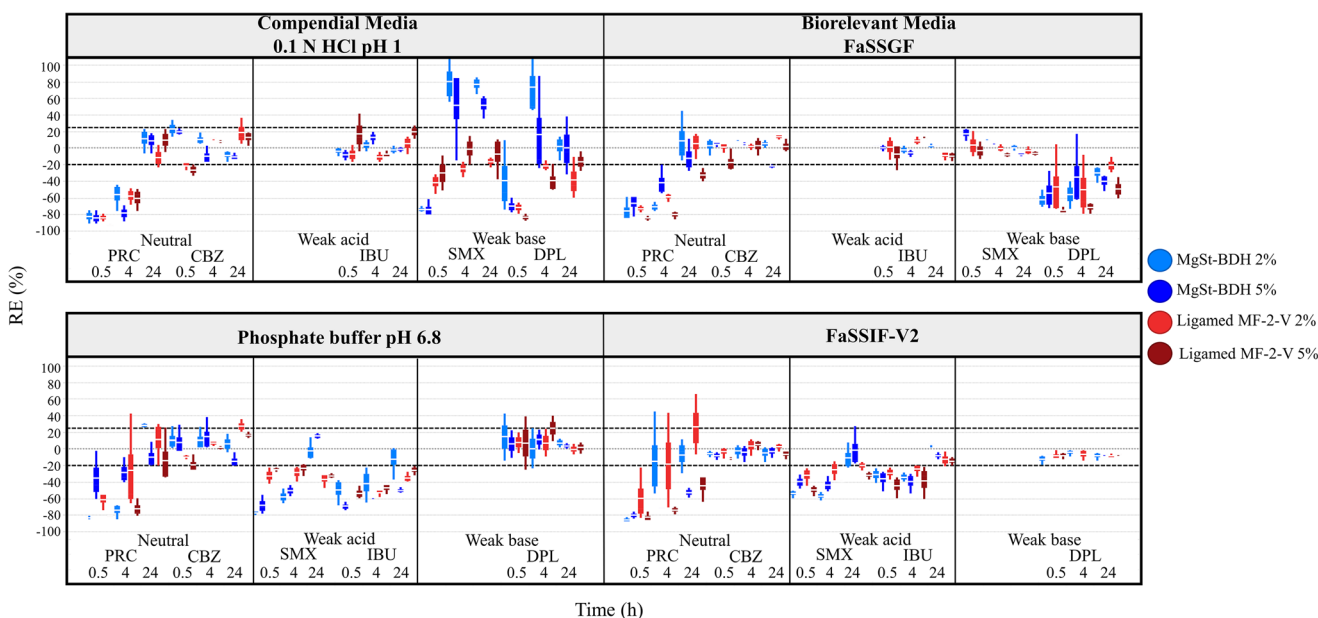 Compendial Media
0.1 N HCl pH 1
Biorelevant Media
FaSSGF
100
80
60
40
20
0
-20
-40
-60
-80
-100
Neutral
PRC CBZ
0.5 4 24 0.5 4 24
Weak acid
IBU
0.5 4 24
Weak base
SMX DPL
0.5 4 24 0.5 4 24
Neutral
PRC CBZ
0.5 4 24 0.5 4 24
Weak acid
IBU
0.5 4 24
Weak base
SMX DPL
0.5 4 24 0.5 4 24
RE (%)
MgSt-BDH 2%
MgSt-BDH 5%
Ligamed MF-2-V 2%
Ligamed MF-2-V 5%
Phosphate buffer pH 6.8
FaSSIF-V2
100
80
60
40
20
0
-20
-40
-60
-80
-100
Neutral
PRC CBZ
0.5 4 24 0.5 4 24
Weak acid
SMX IBU
0.5 4 24 0.5 4 24
Weak base
DPL
0.5 4 24
Neutral
PRC CBZ
0.5 4 24 0.5 4 24
Weak acid
SMX IBU
0.5 4 24 0.5 4 24
Weak base
DPL
0.5 4 24
Time (h)